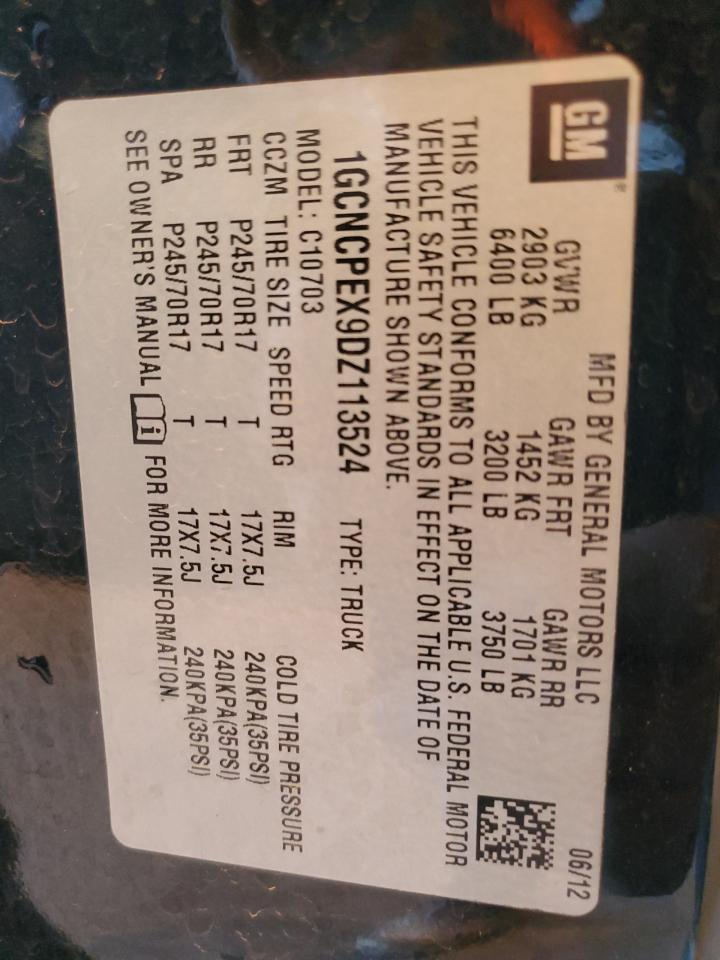 GM®
MFD BY GENERAL MOTORS LLC 06/12
GVWR GAWR FRT GAWR RR
2903 KG 1452 KG 1701 KG
6400 LB 3200 LB 3750 LB
THIS VEHICLE CONFORMS TO ALL APPLICABLE U.S. FEDERAL MOTOR
VEHICLE SAFETY STANDARDS IN EFFECT ON THE DATE OF
MANUFACTURE SHOWN ABOVE.
1GCNCPEX9DZ113524 TYPE: TRUCK
MODEL: C10703
CCZM TIRE SIZE SPEED RTG RIM COLD TIRE PRESSURE
FRT P245/70R17 T 17X7.5J 240KPA(35PSI)
RR P245/70R17 T 17X7.5J 240KPA(35PSI)
SPA P245/70R17 T 17X7.5J 240KPA(35PSI)
SEE OWNER'S MANUAL i FOR MORE INFORMATION.